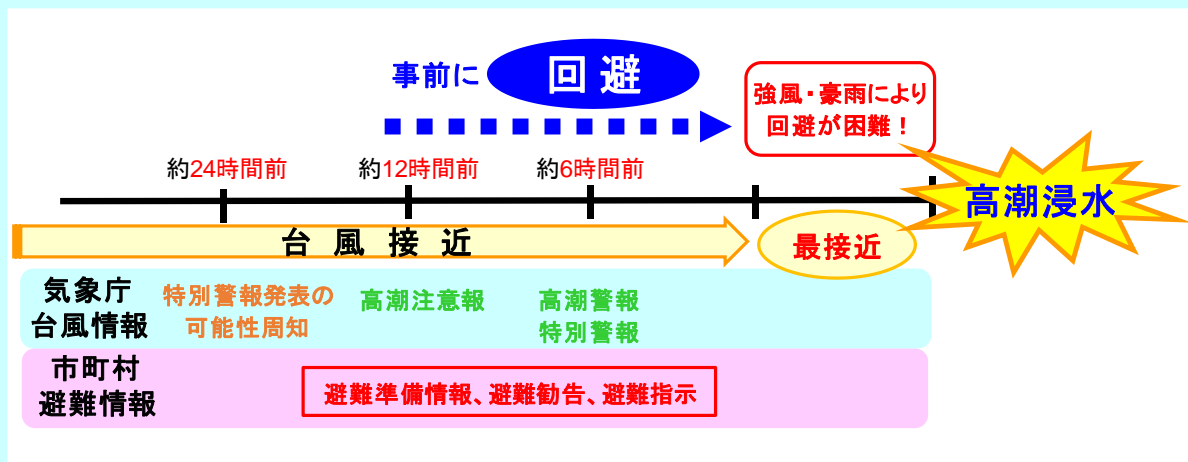 事前に
回避
強風・豪雨により
回避が困難！
約24時間前
約12時間前
約6時間前
高潮浸水
台風接近
最接近
気象庁
台風情報
特別警報発表の
可能性周知
高潮注意報
高潮警報
特別警報
市町村
避難情報
避難準備情報、避難勧告、避難指示